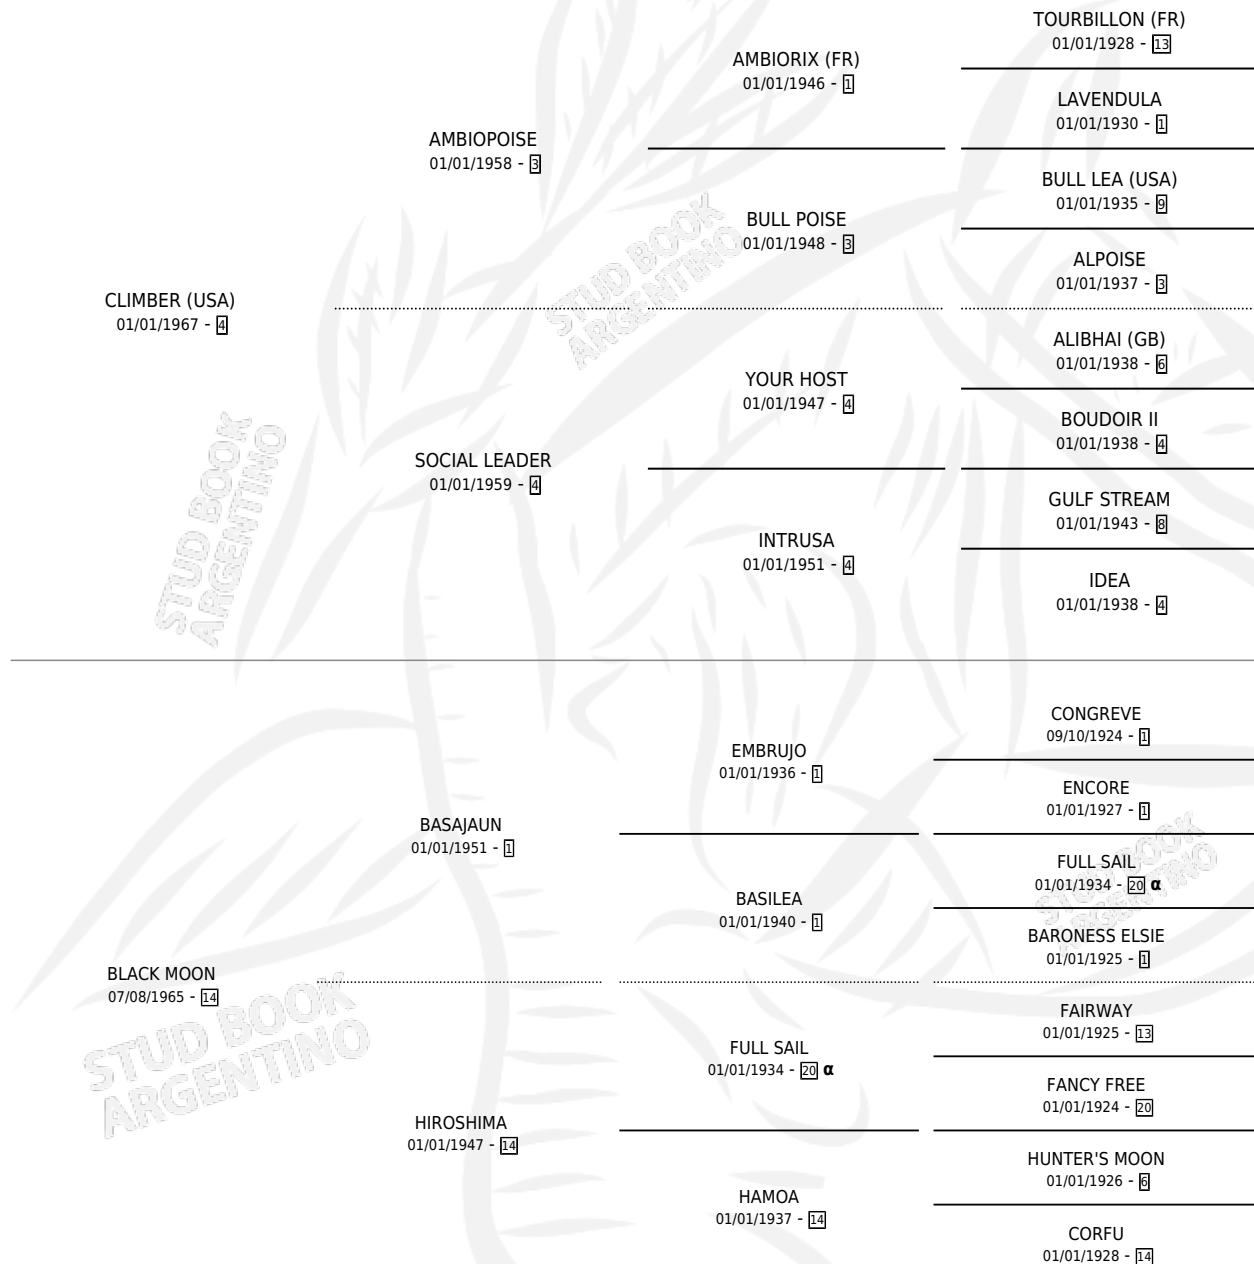 TOURBILLON (FR)
01/01/1928 - 13
AMBIORIX (FR)
01/01/1946 - 1
LAVENDULA
01/01/1930 - 1
AMBIOPOISE
01/01/1958 - 3
BULL LEA (USA)
01/01/1935 - 9
BULL POISE
01/01/1948 - 3
ALPOISE
01/01/1937 - 3
STUD BOOK
ARGENTINO
CLIMBER (USA)
01/01/1967 - 4
ALIBHAI (GB)
01/01/1938 - 6
YOUR HOST
01/01/1947 - 4
BOUDOIR II
01/01/1938 - 4
SOCIAL LEADER
01/01/1959 - 4
GULF STREAM
01/01/1943 - 8
INTRUSA
01/01/1951 - 4
IDEA
01/01/1938 - 4
STUD BOOK
ARGENTINO
CONGREVE
09/10/1924 - 1
EMBRUJO
01/01/1936 - 1
ENCORE
01/01/1927 - 1
BASAJAUN
01/01/1951 - 1
FULL SAIL
01/01/1934 - 20 α
BASILEA
01/01/1940 - 1
BARONESS ELSIE
01/01/1925 - 1
STUD BOOK
ARGENTINO
BLACK MOON
07/08/1965 - 14
FAIRWAY
01/01/1925 - 13
FULL SAIL
01/01/1934 - 20 α
FANCY FREE
01/01/1924 - 20
HIROSHIMA
01/01/1947 - 14
HUNTER'S MOON
01/01/1926 - 6
HAMOA
01/01/1937 - 14
CORFU
01/01/1928 - 14
STUD BOOK
ARGENTINO